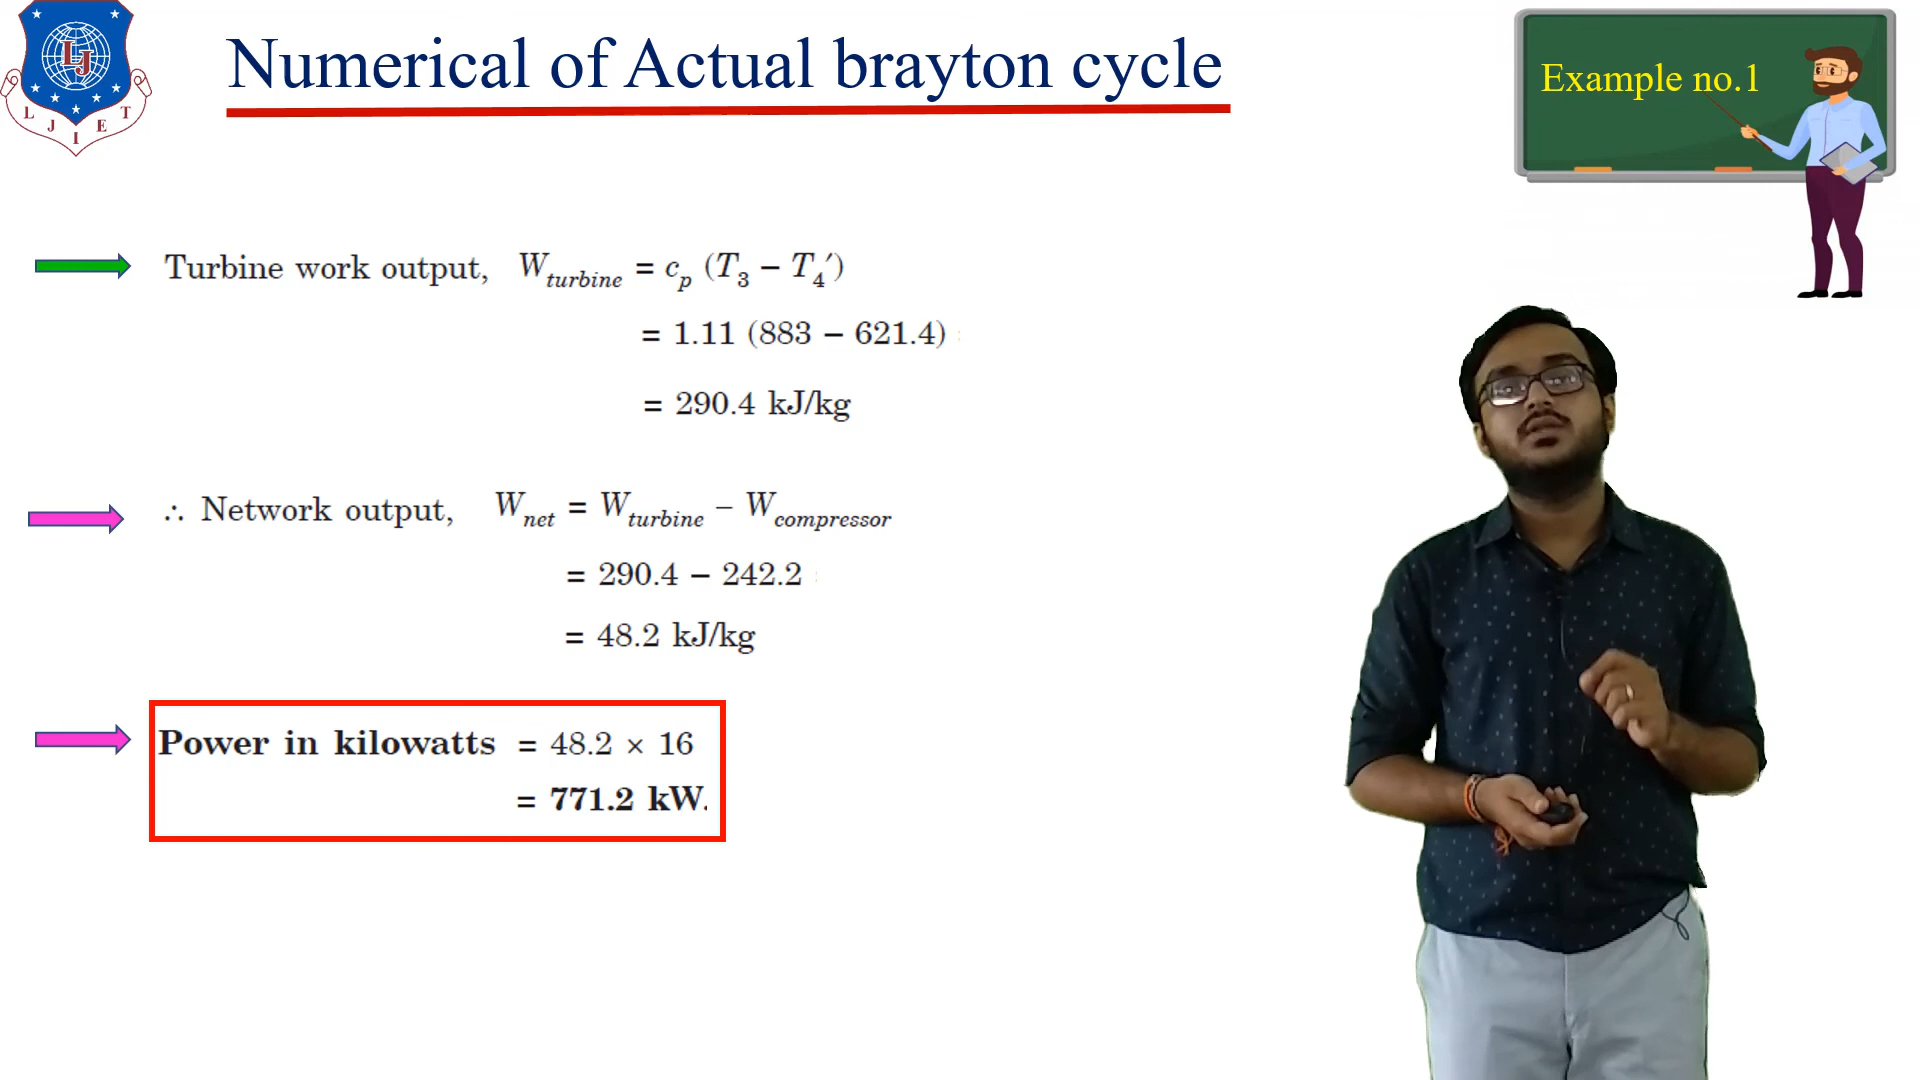 LJ
L J I E T
Numerical of Actual brayton cycle
Example no.1
Turbine work output, W_turbine = c_p (T_3 – T_4′)
= 1.11 (883 – 621.4)
= 290.4 kJ/kg
∴ Network output, W_net = W_turbine – W_compressor
= 290.4 – 242.2
= 48.2 kJ/kg
Power in kilowatts = 48.2 × 16
= 771.2 kW.